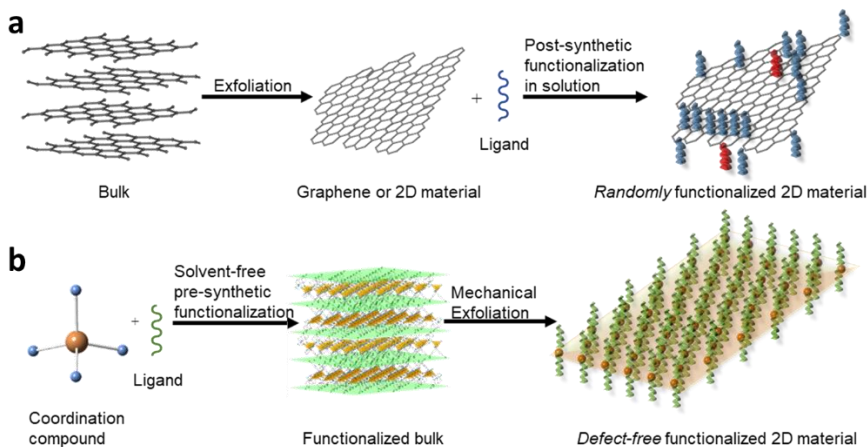 a
Exfoliation
+
Post-synthetic
functionalization
in solution
Ligand
Bulk
Graphene or 2D material
Randomly functionalized 2D material
b
Solvent-free
pre-synthetic
functionalization
+
Ligand
Mechanical
Exfoliation
Coordination
compound
Functionalized bulk
Defect-free functionalized 2D material